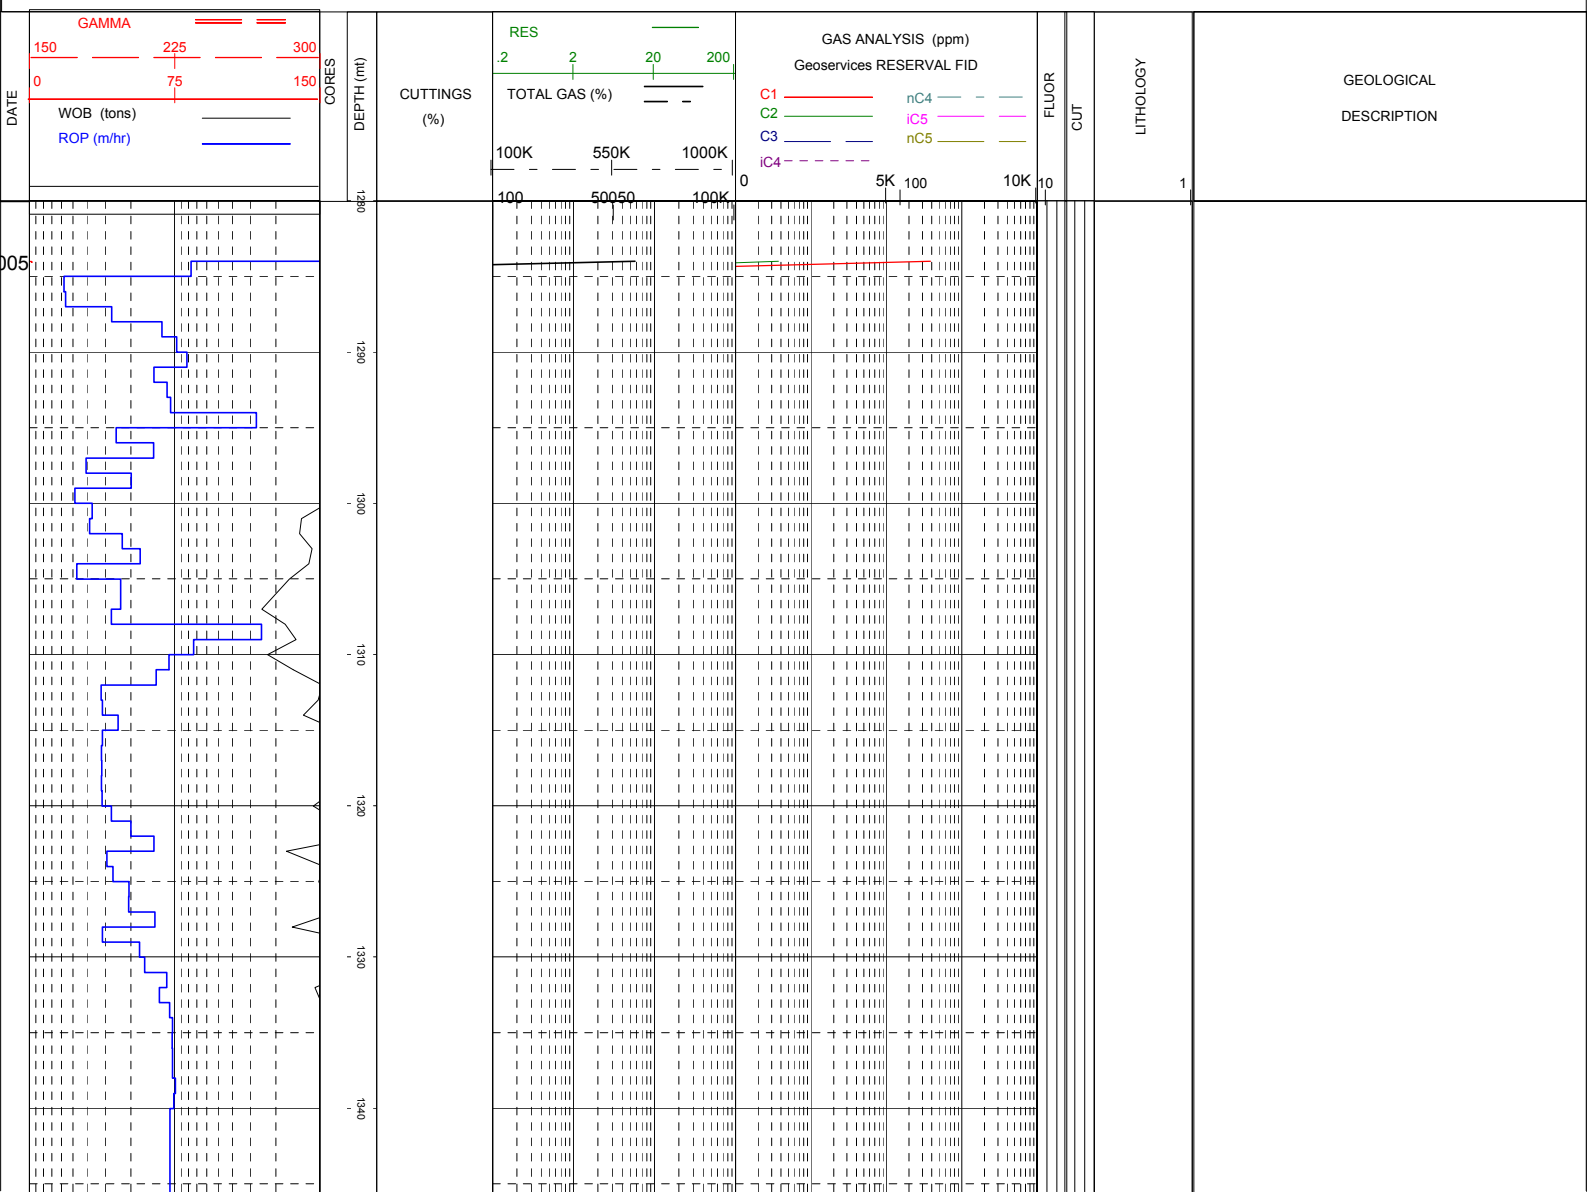 DATE
GAMMA
150 225 300
0 75 150
WOB (tons)
ROP (m/hr)
CORES
DEPTH (mt)
CUTTINGS
(%)
RES
.2 2 20 200
TOTAL GAS (%)
100K 550K 1000K
100 50050 100K
GAS ANALYSIS (ppm)
Geoservices RESERVAL FID
C1
C2
C3
iC4
nC4
iC5
nC5
0 5K 100 10K 10 1
FLUOR
CUT
LITHOLOGY
GEOLOGICAL
DESCRIPTION
1280
005
1290
1300
1310
1320
1330
1340